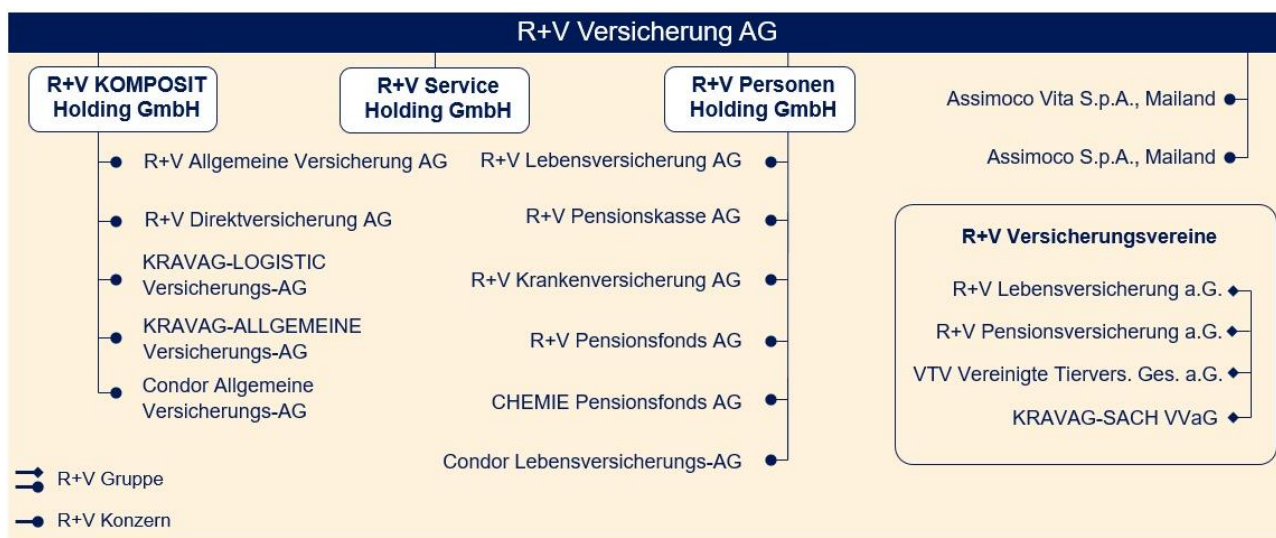 R+V Versicherung AG
R+V KOMPOSIT
Holding GmbH
R+V Allgemeine Versicherung AG
R+V Direktversicherung AG
KRAVAG-LOGISTIC
Versicherungs-AG
KRAVAG-ALLGEMEINE
Versicherungs-AG
Condor Allgemeine
Versicherungs-AG
R+V Service
Holding GmbH
R+V Personen
Holding GmbH
R+V Lebensversicherung AG
R+V Pensionskasse AG
R+V Krankenversicherung AG
R+V Pensionsfonds AG
CHEMIE Pensionsfonds AG
Condor Lebensversicherungs-AG
Assimoco Vita S.p.A., Mailand
Assimoco S.p.A., Mailand
R+V Versicherungsvereine
R+V Lebensversicherung a.G.
R+V Pensionsversicherung a.G.
VTV Vereinigte Tiervers. Ges. a.G.
KRAVAG-SACH VVaG
R+V Gruppe
R+V Konzern